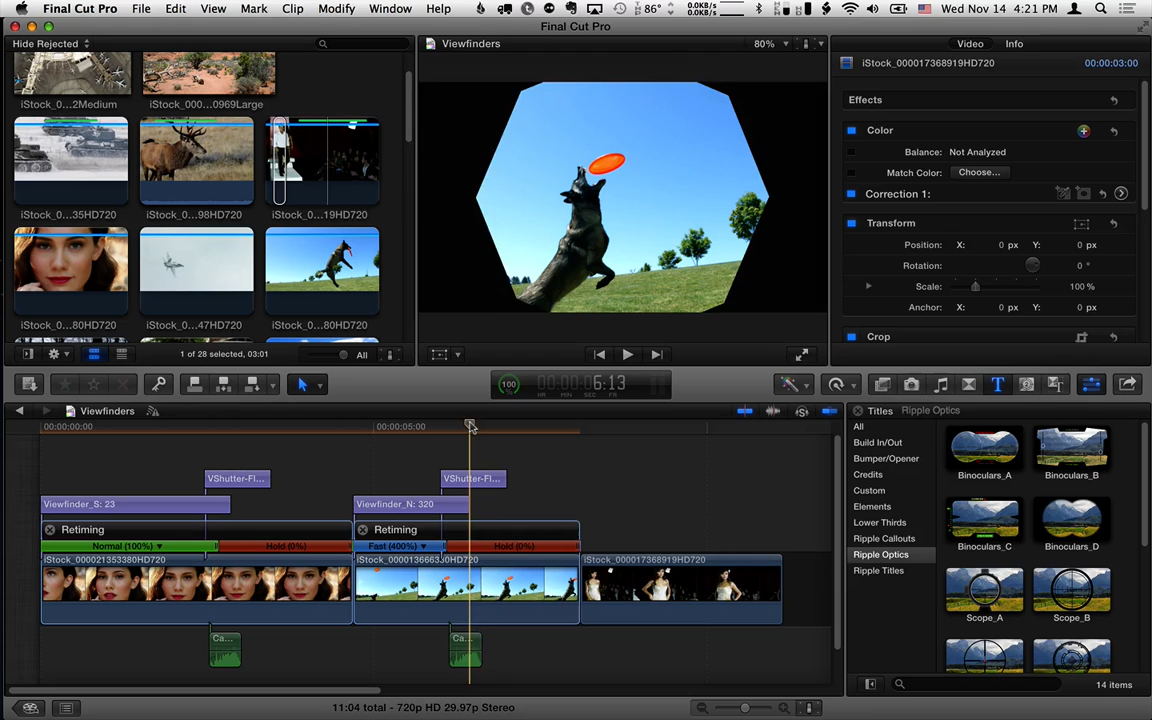 Final Cut Pro File Edit View Mark Clip Modify Window Help 86° 0.0KB/s 0.0KB/s Wed Nov 14 4:21 PM
Final Cut Pro
Hide Rejected
iStock_0...2Medium
iStock_000...0969Large
iStock_0...35HD720
iStock_0...98HD720
iStock_0...19HD720
iStock_0...80HD720
iStock_0...47HD720
iStock_0...80HD720
1 of 28 selected, 03:01
All
Viewfinders
80%
Video Info
iStock_000017368919HD720 00:00:03:00
Effects
Color
Balance: Not Analyzed
Match Color: Choose...
Correction 1:
Transform
Position: X: 0 px Y: 0 px
Rotation: 0 °
Scale: 100 %
Anchor: X: 0 px Y: 0 px
Crop
100 00:00:06:13
HR MIN SEC FR
Viewfinders
00:00:00:00 00:00:05:00
VShutter-Fi... VShutter-Fi...
Viewfinder_S: 23 Viewfinder_N: 320
Retiming Retiming
Normal (100%) Hold (0%) Fast (400%) Hold (0%)
iStock_000021353380HD720 iStock_000013666330HD720 iStock_000017368919HD720
Ca... Ca...
11:04 total - 720p HD 29.97p Stereo
Titles Ripple Optics
All
Build In/Out
Bumper/Opener
Credits
Custom
Elements
Lower Thirds
Ripple Callouts
Ripple Optics
Ripple Titles
Binoculars_A Binoculars_B
Binoculars_C Binoculars_D
Scope_A Scope_B
14 items